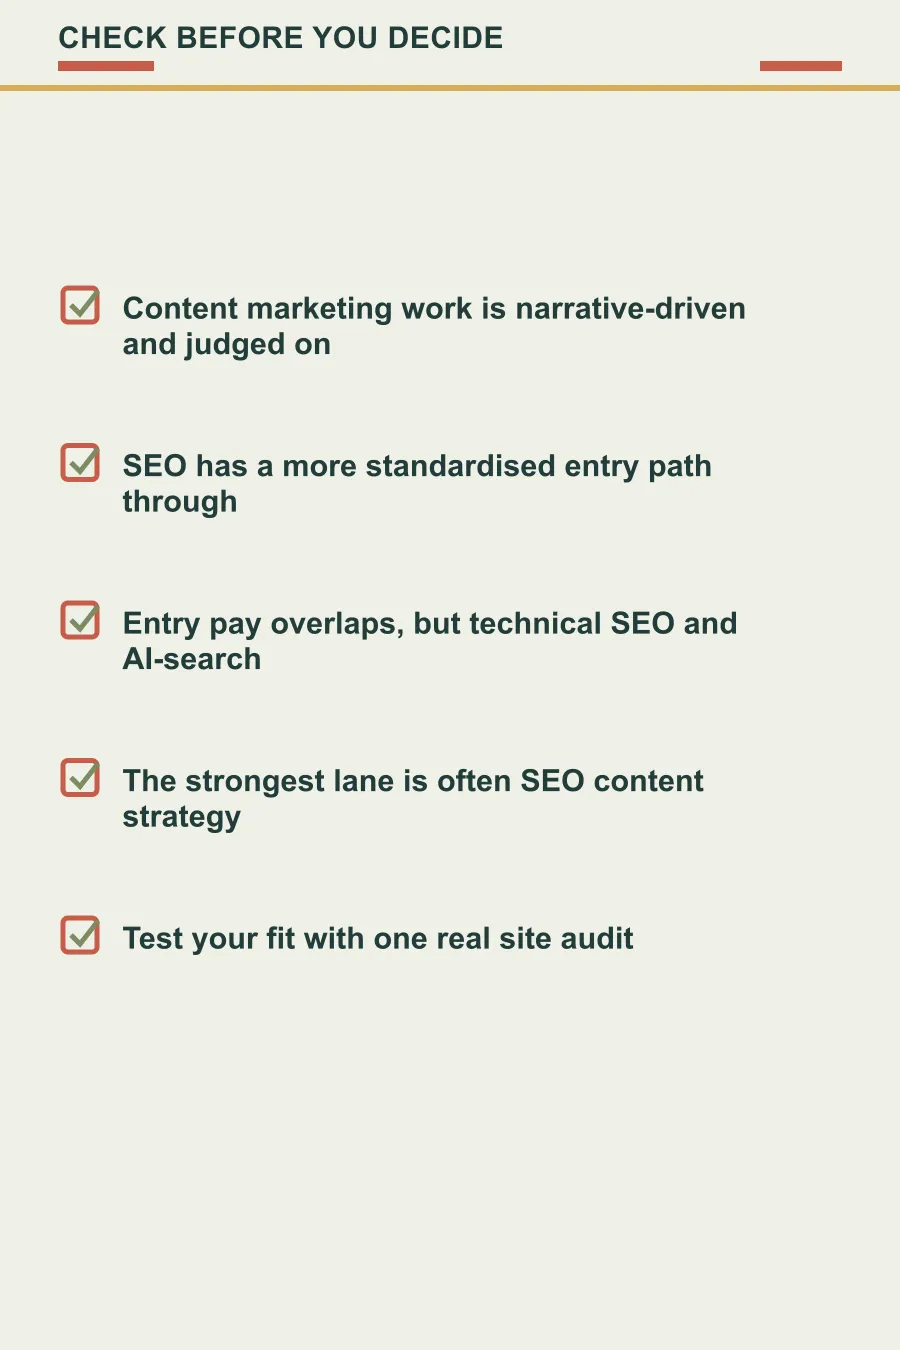 CHECK BEFORE YOU DECIDE
Content marketing work is narrative-driven
and judged on
SEO has a more standardised entry path
through
Entry pay overlaps, but technical SEO and
AI-search
The strongest lane is often SEO content
strategy
Test your fit with one real site audit